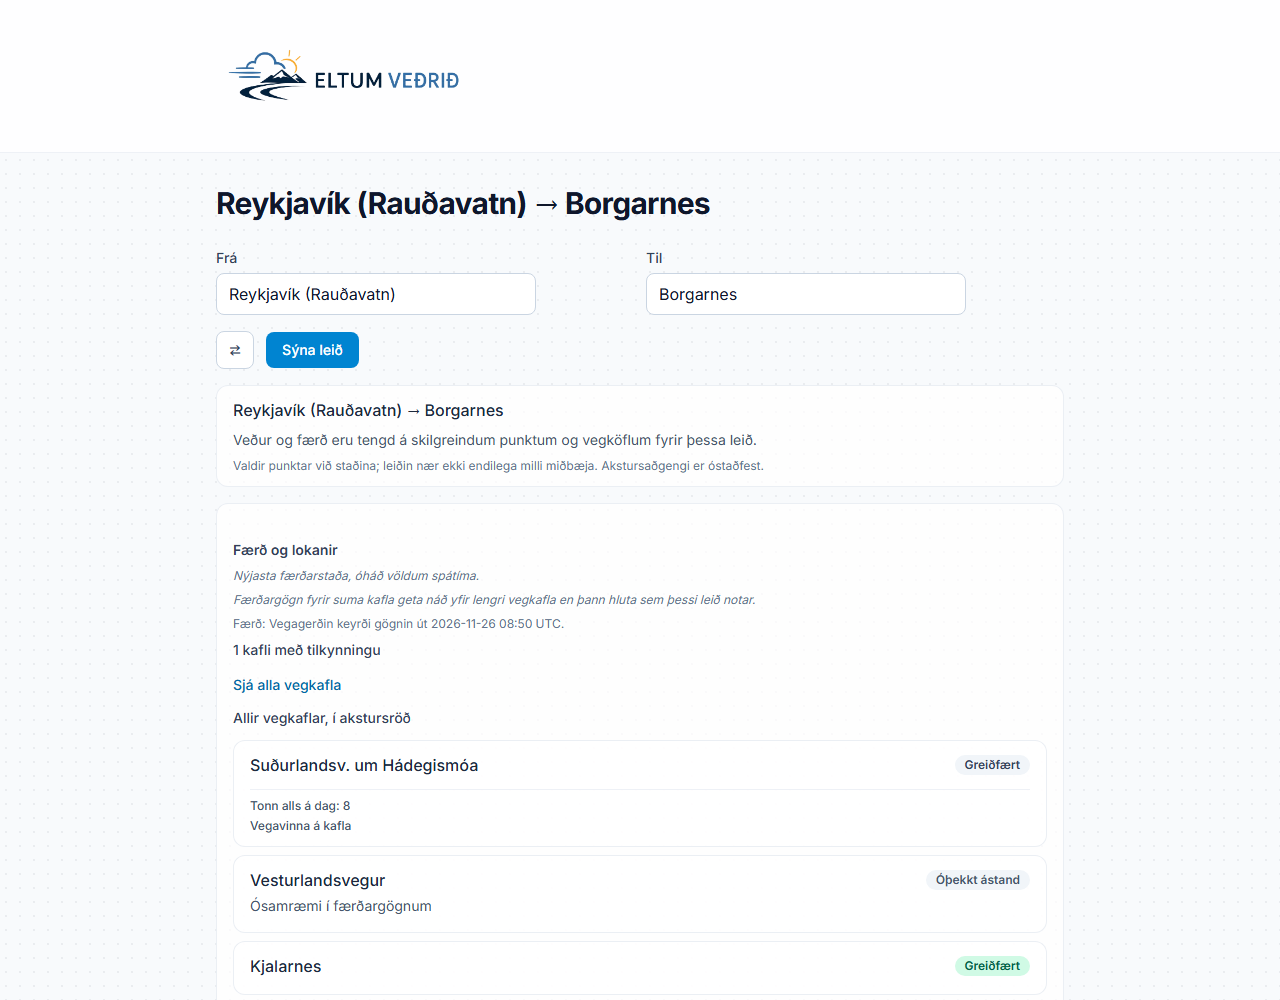 ELTUM VEÐRIÐ
Reykjavík (Rauðavatn) → Borgarnes
Frá
Til
Reykjavík (Rauðavatn)
Borgarnes
⇄
Sýna leið
Reykjavík (Rauðavatn) → Borgarnes
Veður og færð eru tengd á skilgreindum punktum og vegköflum fyrir þessa leið.
Valdir punktar við staðina; leiðin nær ekki endilega milli miðbæja. Akstursaðgengi er óstaðfest.
Færð og lokanir
Nýjasta færðarstaða, óháð völdum spátíma.
Færðargögn fyrir suma kafla geta náð yfir lengri vegkafla en þann hluta sem þessi leið notar.
Færð: Vegagerðin keyrði gögnin út 2026-11-26 08:50 UTC.
1 kafli með tilkynningu
Sjá alla vegkafla
Allir vegkaflar, í akstursröð
Suðurlandsv. um Hádegismóa
Greiðfært
Tonn alls á dag: 8
Vegavinna á kafla
Vesturlandsvegur
Óþekkt ástand
Ósamræmi í færðargögnum
Kjalarnes
Greiðfært